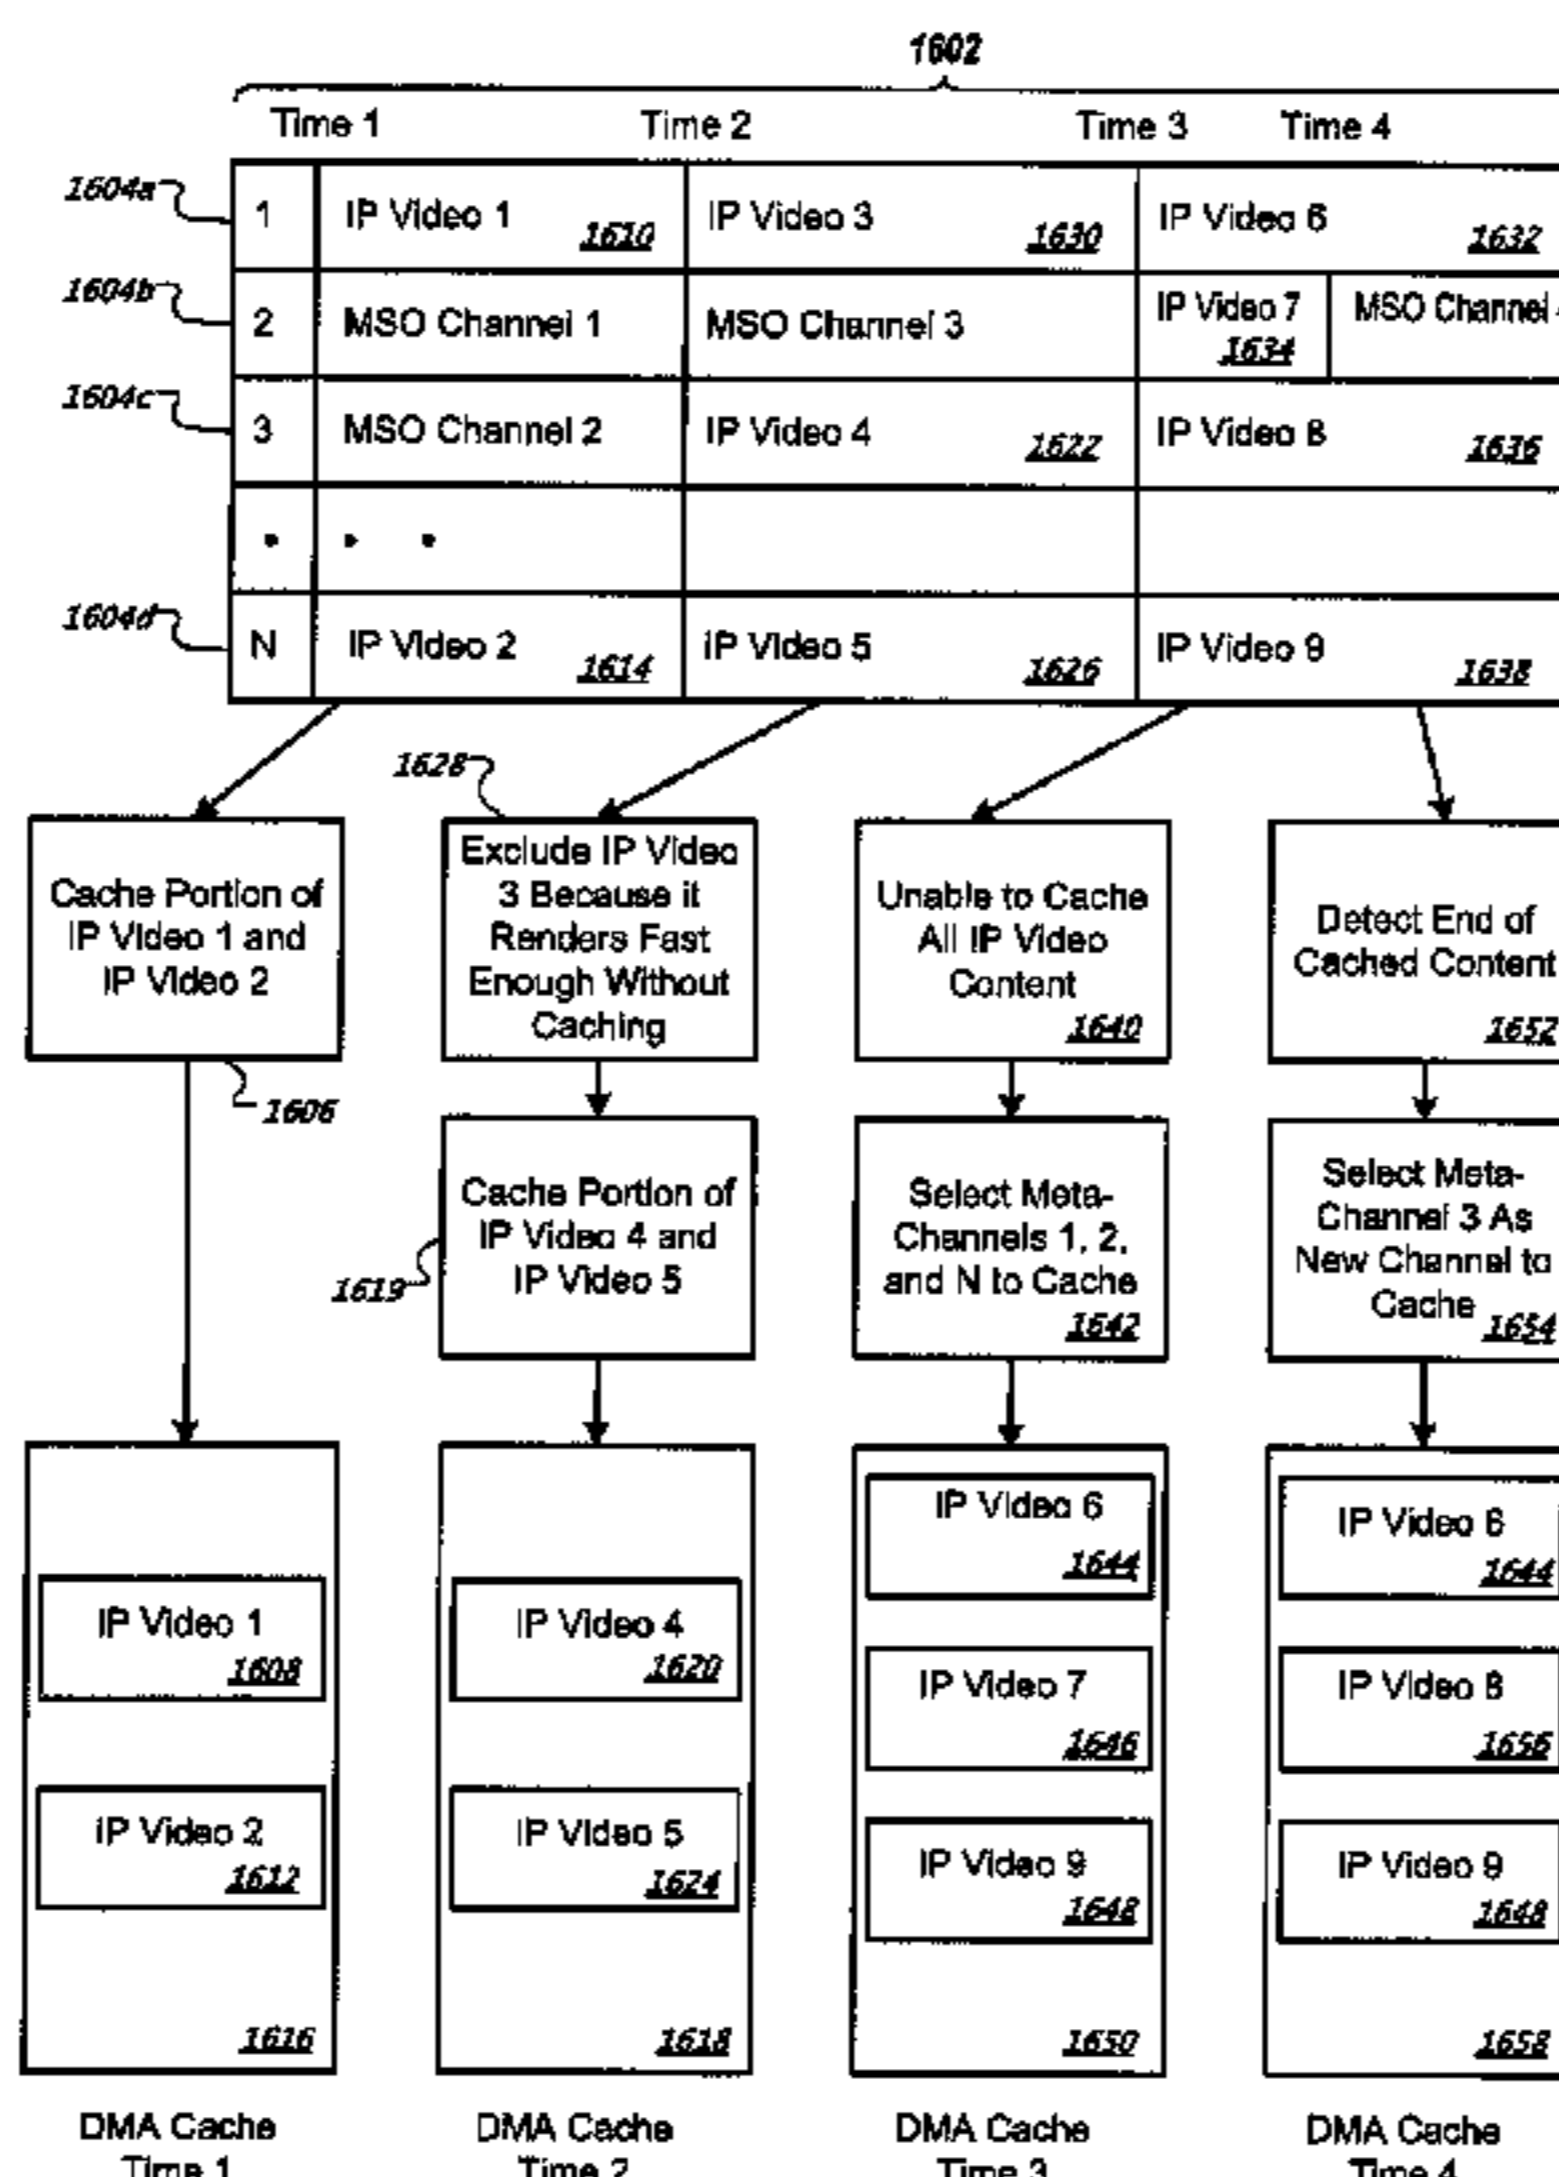 1602
Time 1 Time 2 Time 3 Time 4
1604a 1 IP Video 1 1610 IP Video 3 1630 IP Video 6 1632
1604b 2 MSO Channel 1 MSO Channel 3 IP Video 7 1634 MSO Channel
1604c 3 MSO Channel 2 IP Video 4 1622 IP Video 8 1636
• • •
1604d N IP Video 2 1614 IP Video 5 1626 IP Video 9 1638
Cache Portion of
IP Video 1 and
IP Video 2
1606
1628
Exclude IP Video
3 Because it
Renders Fast
Enough Without
Caching
Unable to Cache
All IP Video
Content
1640
Detect End of
Cached Content
1652
Cache Portion of
IP Video 4 and
IP Video 5
1619
Select Meta-
Channels 1, 2,
and N to Cache
1642
Select Meta-
Channel 3 As
New Channel to
Cache 1654
IP Video 1
1608
IP Video 2
1612
1616
IP Video 4
1620
IP Video 5
1624
1618
IP Video 6
1644
IP Video 7
1646
IP Video 9
1648
1650
IP Video 6
1644
IP Video 8
1656
IP Video 9
1648
1658
DMA Cache
Time 1
DMA Cache
Time 2
DMA Cache
Time 3
DMA Cache
Time 4